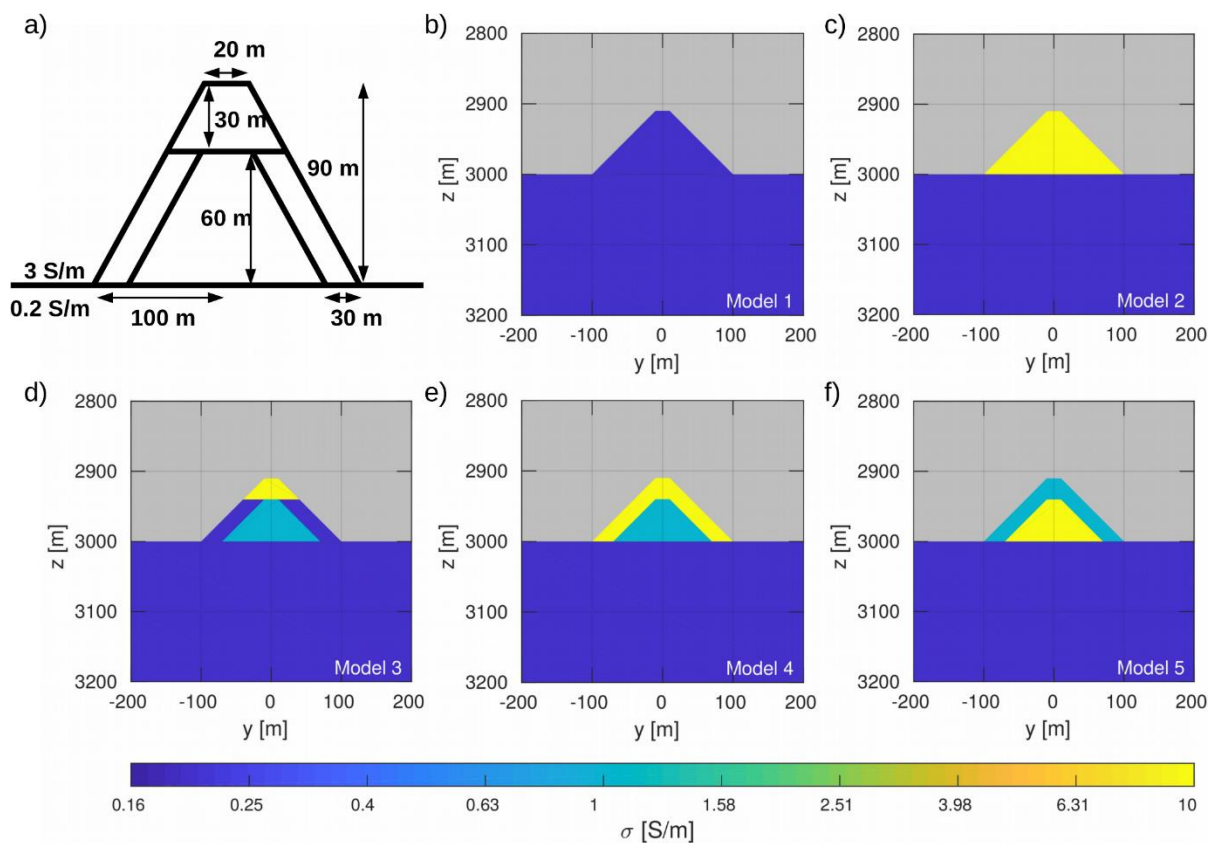 a)
20 m
30 m
90 m
60 m
3 S/m
0.2 S/m
100 m
30 m
b)
2800
2900
3000
3100
3200
z [m]
Model 1
-200 -100 0 100 200
y [m]
c)
2800
2900
3000
3100
3200
z [m]
Model 2
-200 -100 0 100 200
y [m]
d)
2800
2900
3000
3100
3200
z [m]
Model 3
-200 -100 0 100 200
y [m]
e)
2800
2900
3000
3100
3200
z [m]
Model 4
-200 -100 0 100 200
y [m]
f)
2800
2900
3000
3100
3200
z [m]
Model 5
-200 -100 0 100 200
y [m]
0.16 0.25 0.4 0.63 1 1.58 2.51 3.98 6.31 10
σ [S/m]